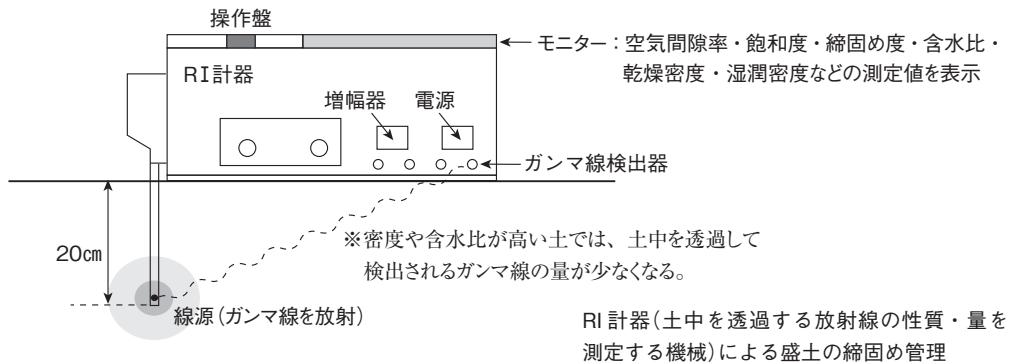 操作盤
モニター：空気間隙率・飽和度・締固め度・含水比・
乾燥密度・湿潤密度などの測定値を表示
RI計器
増幅器
電源
ガンマ線検出器
20㎝
※密度や含水比が高い土では、土中を透過して
検出されるガンマ線の量が少なくなる。
線源（ガンマ線を放射）
RI計器（土中を透過する放射線の性質・量を
測定する機械）による盛土の締固め管理